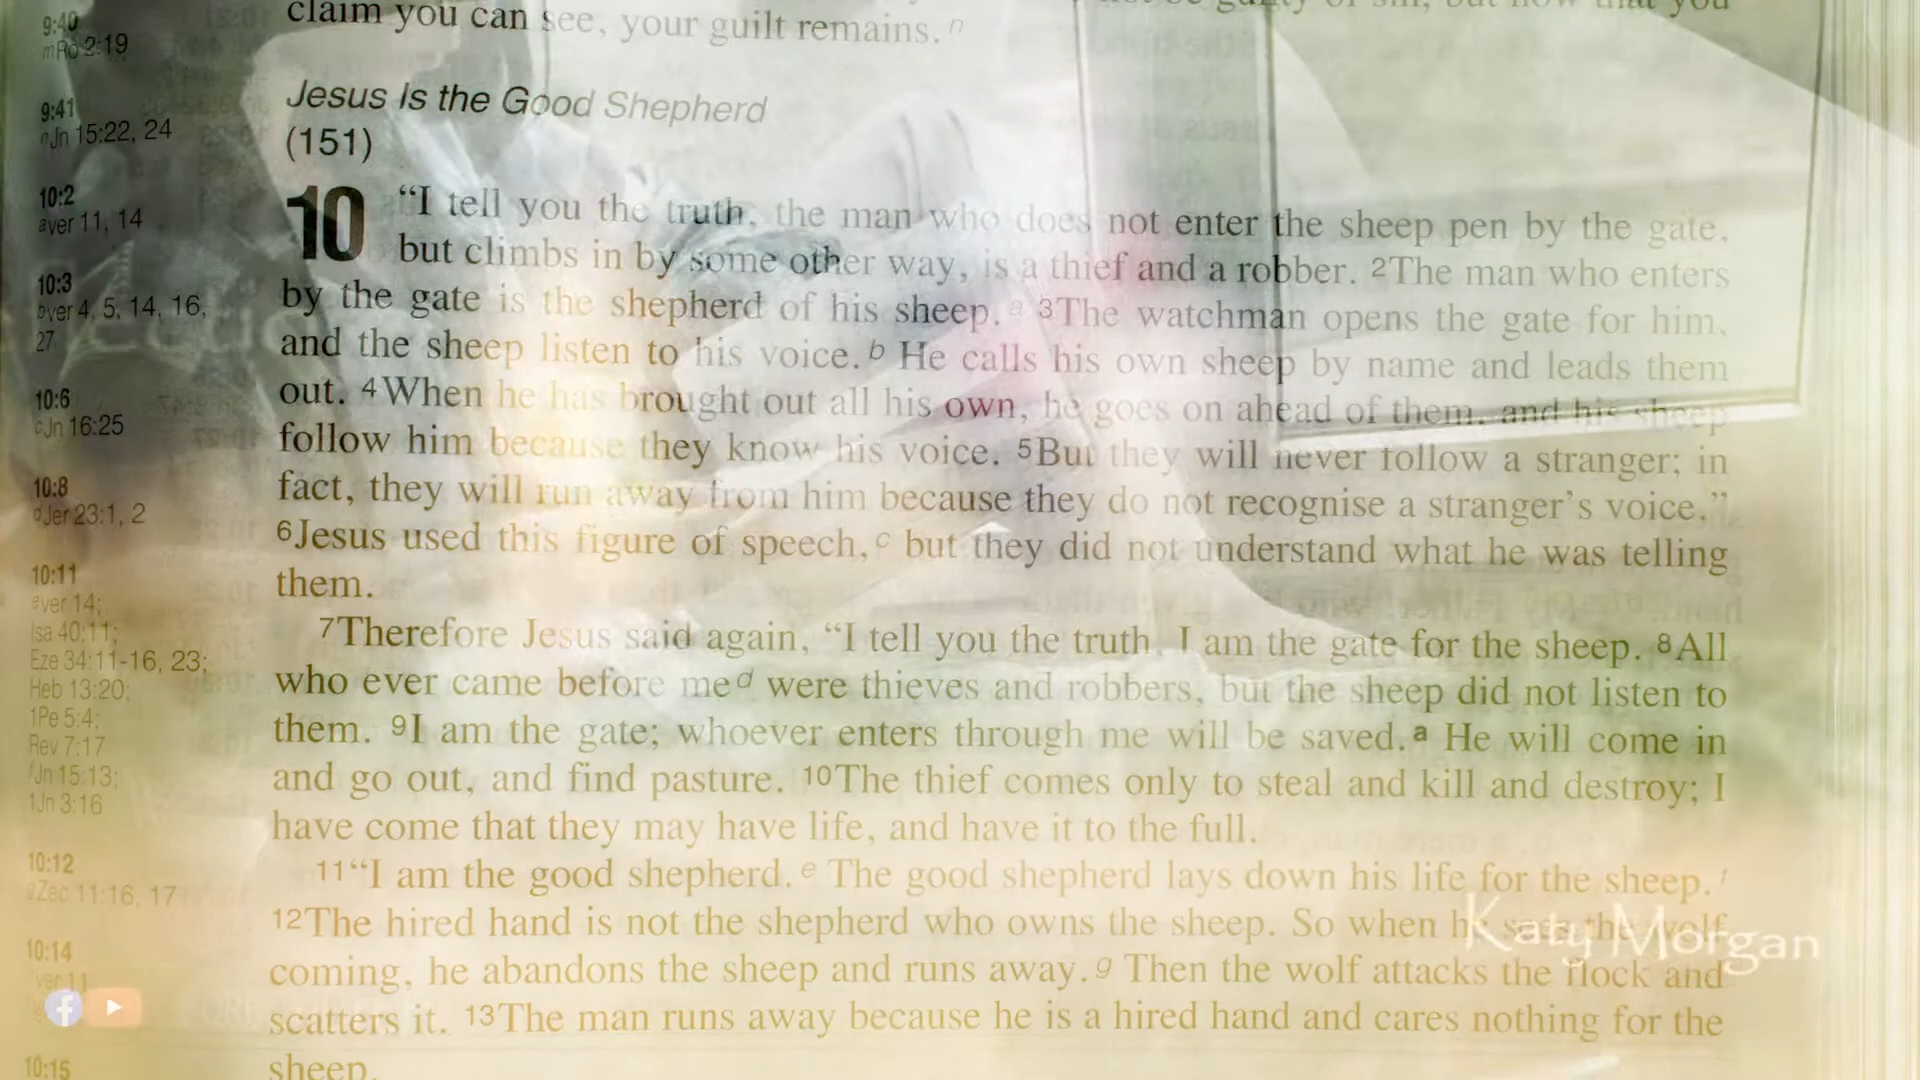 claim you can see, your guilt remains. n
Jesus Is the Good Shepherd
(151)
10 “I tell you the truth, the man who does not enter the sheep pen by the gate,
but climbs in by some other way, is a thief and a robber. 2The man who enters
by the gate is the shepherd of his sheep. a 3The watchman opens the gate for him,
and the sheep listen to his voice. b He calls his own sheep by name and leads them
out. 4When he has brought out all his own, he goes on ahead of them, and his sheep
follow him because they know his voice. 5But they will never follow a stranger; in
fact, they will run away from him because they do not recognise a stranger’s voice.”
6Jesus used this figure of speech, c but they did not understand what he was telling
them.
7Therefore Jesus said again, “I tell you the truth, I am the gate for the sheep. 8All
who ever came before me d were thieves and robbers, but the sheep did not listen to
them. 9I am the gate; whoever enters through me will be saved. a He will come in
and go out, and find pasture. 10The thief comes only to steal and kill and destroy; I
have come that they may have life, and have it to the full.
11“I am the good shepherd. e The good shepherd lays down his life for the sheep. f
12The hired hand is not the shepherd who owns the sheep. So when he sees the wolf
coming, he abandons the sheep and runs away. g Then the wolf attacks the flock and
scatters it. 13The man runs away because he is a hired hand and cares nothing for the
sheep.
9:40
mRo 2:19
9:41
nJn 15:22, 24
10:2
aver 11, 14
10:3
bver 4, 5, 14, 16,
27
10:6
cJn 16:25
10:8
dJer 23:1, 2
10:11
ever 14;
Isa 40:11;
Eze 34:11-16, 23;
Heb 13:20;
1Pe 5:4;
Rev 7:17
fJn 15:13;
1Jn 3:16
10:12
gZec 11:16, 17
10:14
ver 11
10:15
Katy Morgan